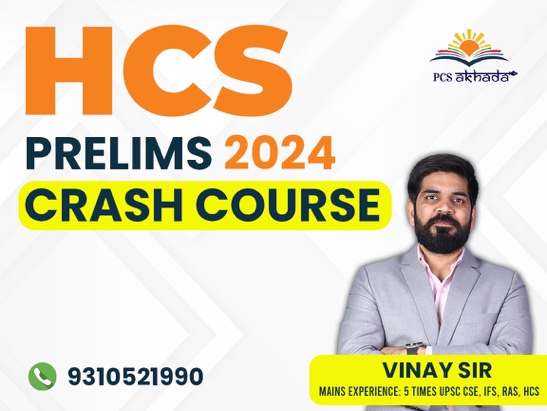 HCS
PCS akhada
PRELIMS 2024
CRASH COURSE
9310521990
VINAY SIR
MAINS EXPERIENCE: 5 TIMES UPSC CSE, IFS, RAS, HCS